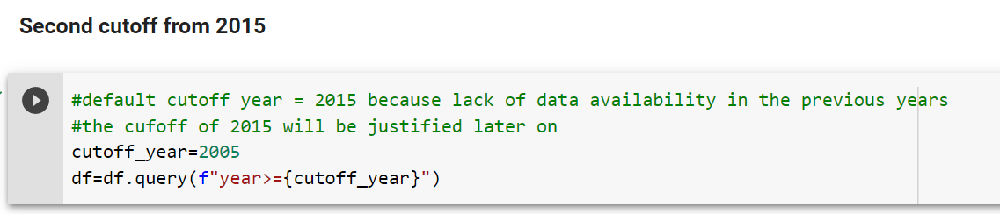 Second cutoff from 2015
#default cutoff year = 2015 because lack of data availability in the previous years
#the cufoff of 2015 will be justified later on
cutoff_year=2005
df=df.query(f"year>={cutoff_year}")